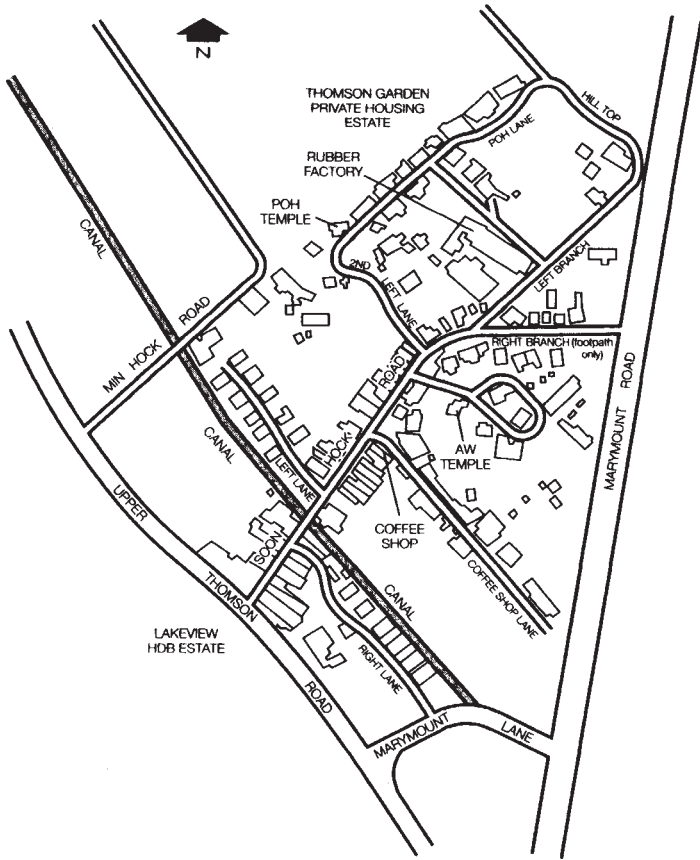 N
THOMSON GARDEN
PRIVATE HOUSING
ESTATE
HILL TOP
POH LANE
RUBBER
FACTORY
POH
TEMPLE
CANAL
2ND
LEFT LANE
LEFT BRANCH
MIN HOCK ROAD
RIGHT BRANCH (footpath
only)
ROAD
HOCK
SOON
MARYMOUNT ROAD
AW
TEMPLE
CANAL
LEFT LANE
UPPER
THOMSON
ROAD
COFFEE
SHOP
COFFEE SHOP LANE
CANAL
LAKEVIEW
HDB ESTATE
RIGHT LANE
MARYMOUNT LANE